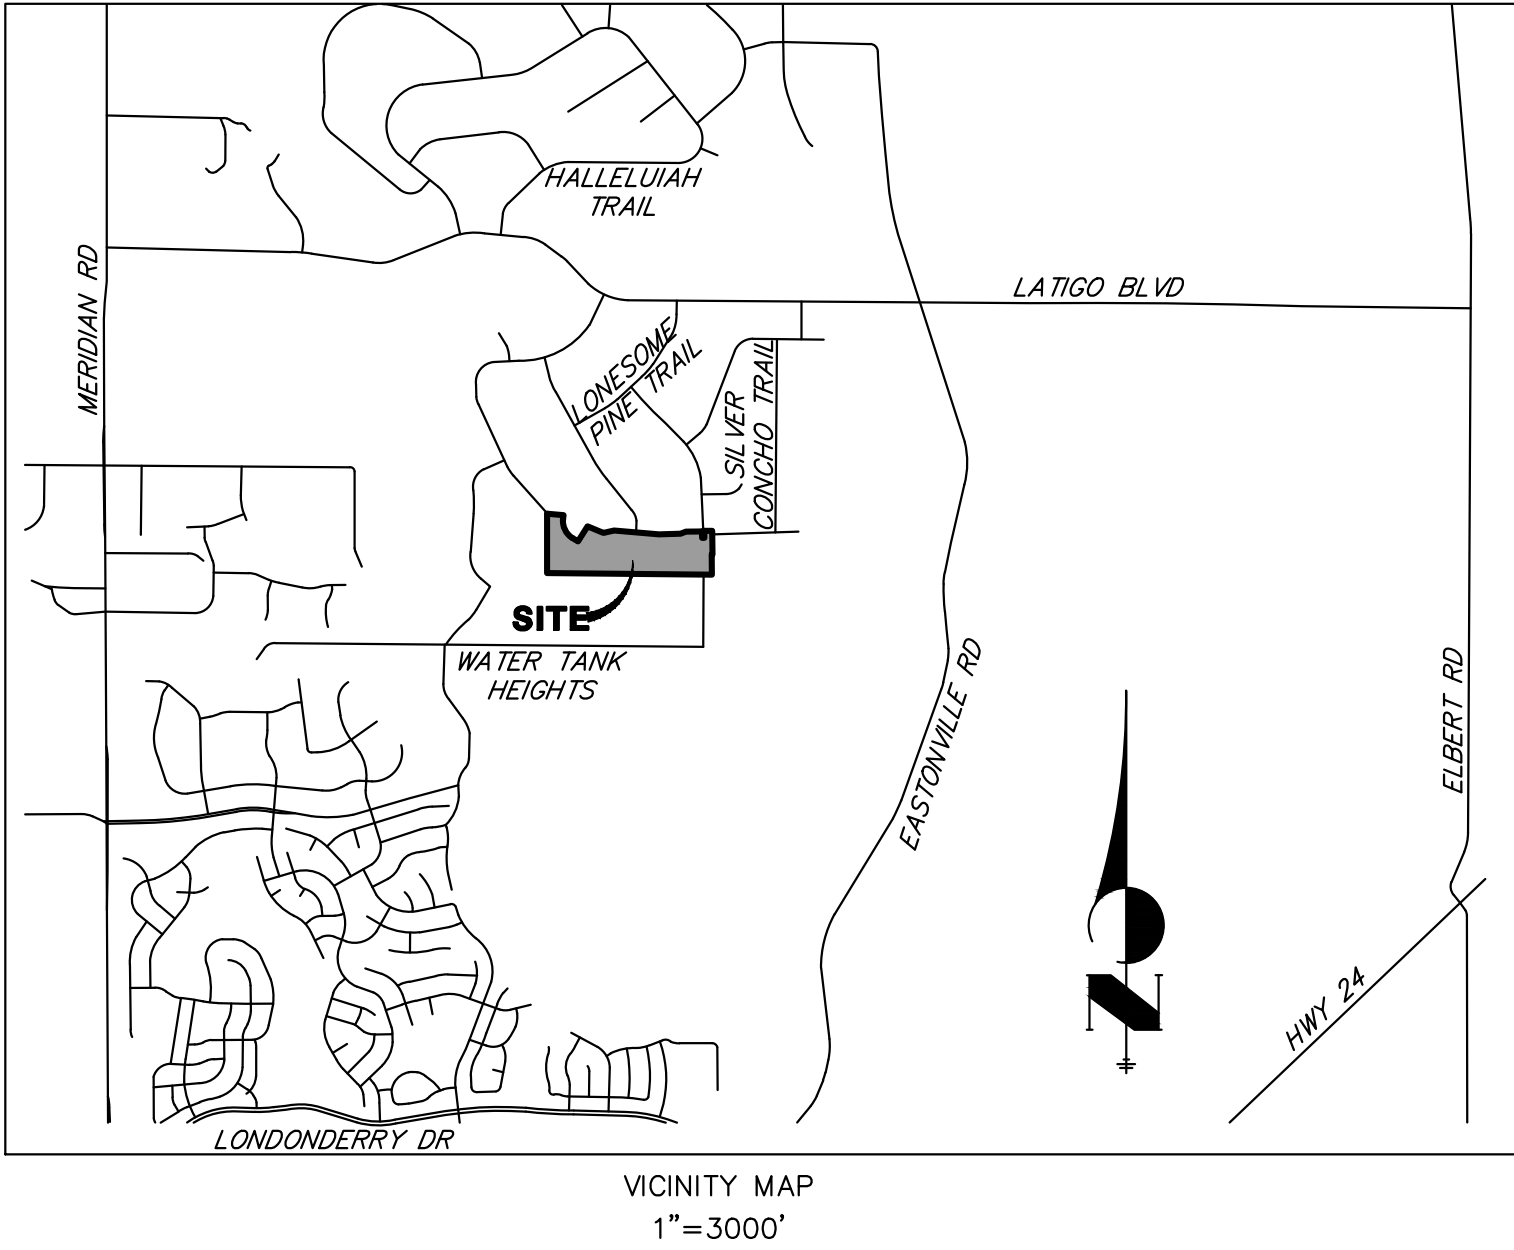 HALLELUIAH
TRAIL
MERIDIAN RD
LATIGO BLVD
LONESOME
PINE TRAIL
SILVER
CONCHO TRAIL
SITE
WATER TANK
HEIGHTS
EASTONVILLE RD
ELBERT RD
HWY 24
N
LONDONDERRY DR
VICINITY MAP
1"=3000'